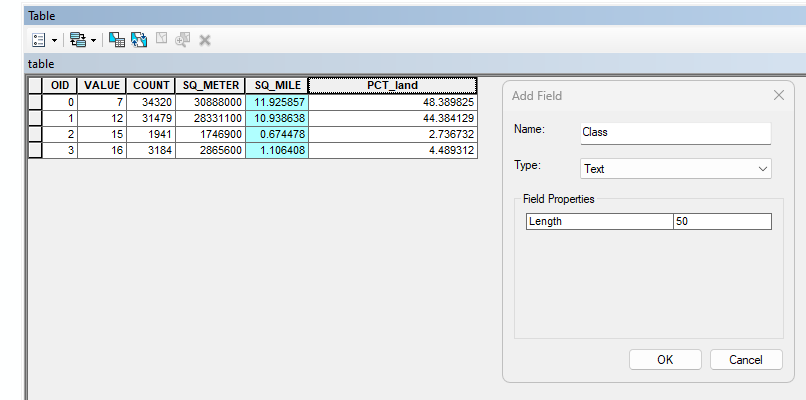 Table
table
OID VALUE COUNT SQ_METER SQ_MILE PCT_land
0 7 34320 30888000 11.925857 48.389825
1 12 31479 28331100 10.938638 44.384129
2 15 1941 1746900 0.674478 2.736732
3 16 3184 2865600 1.106408 4.489312
Add Field
Name: Class
Type: Text
Field Properties
Length 50
OK Cancel